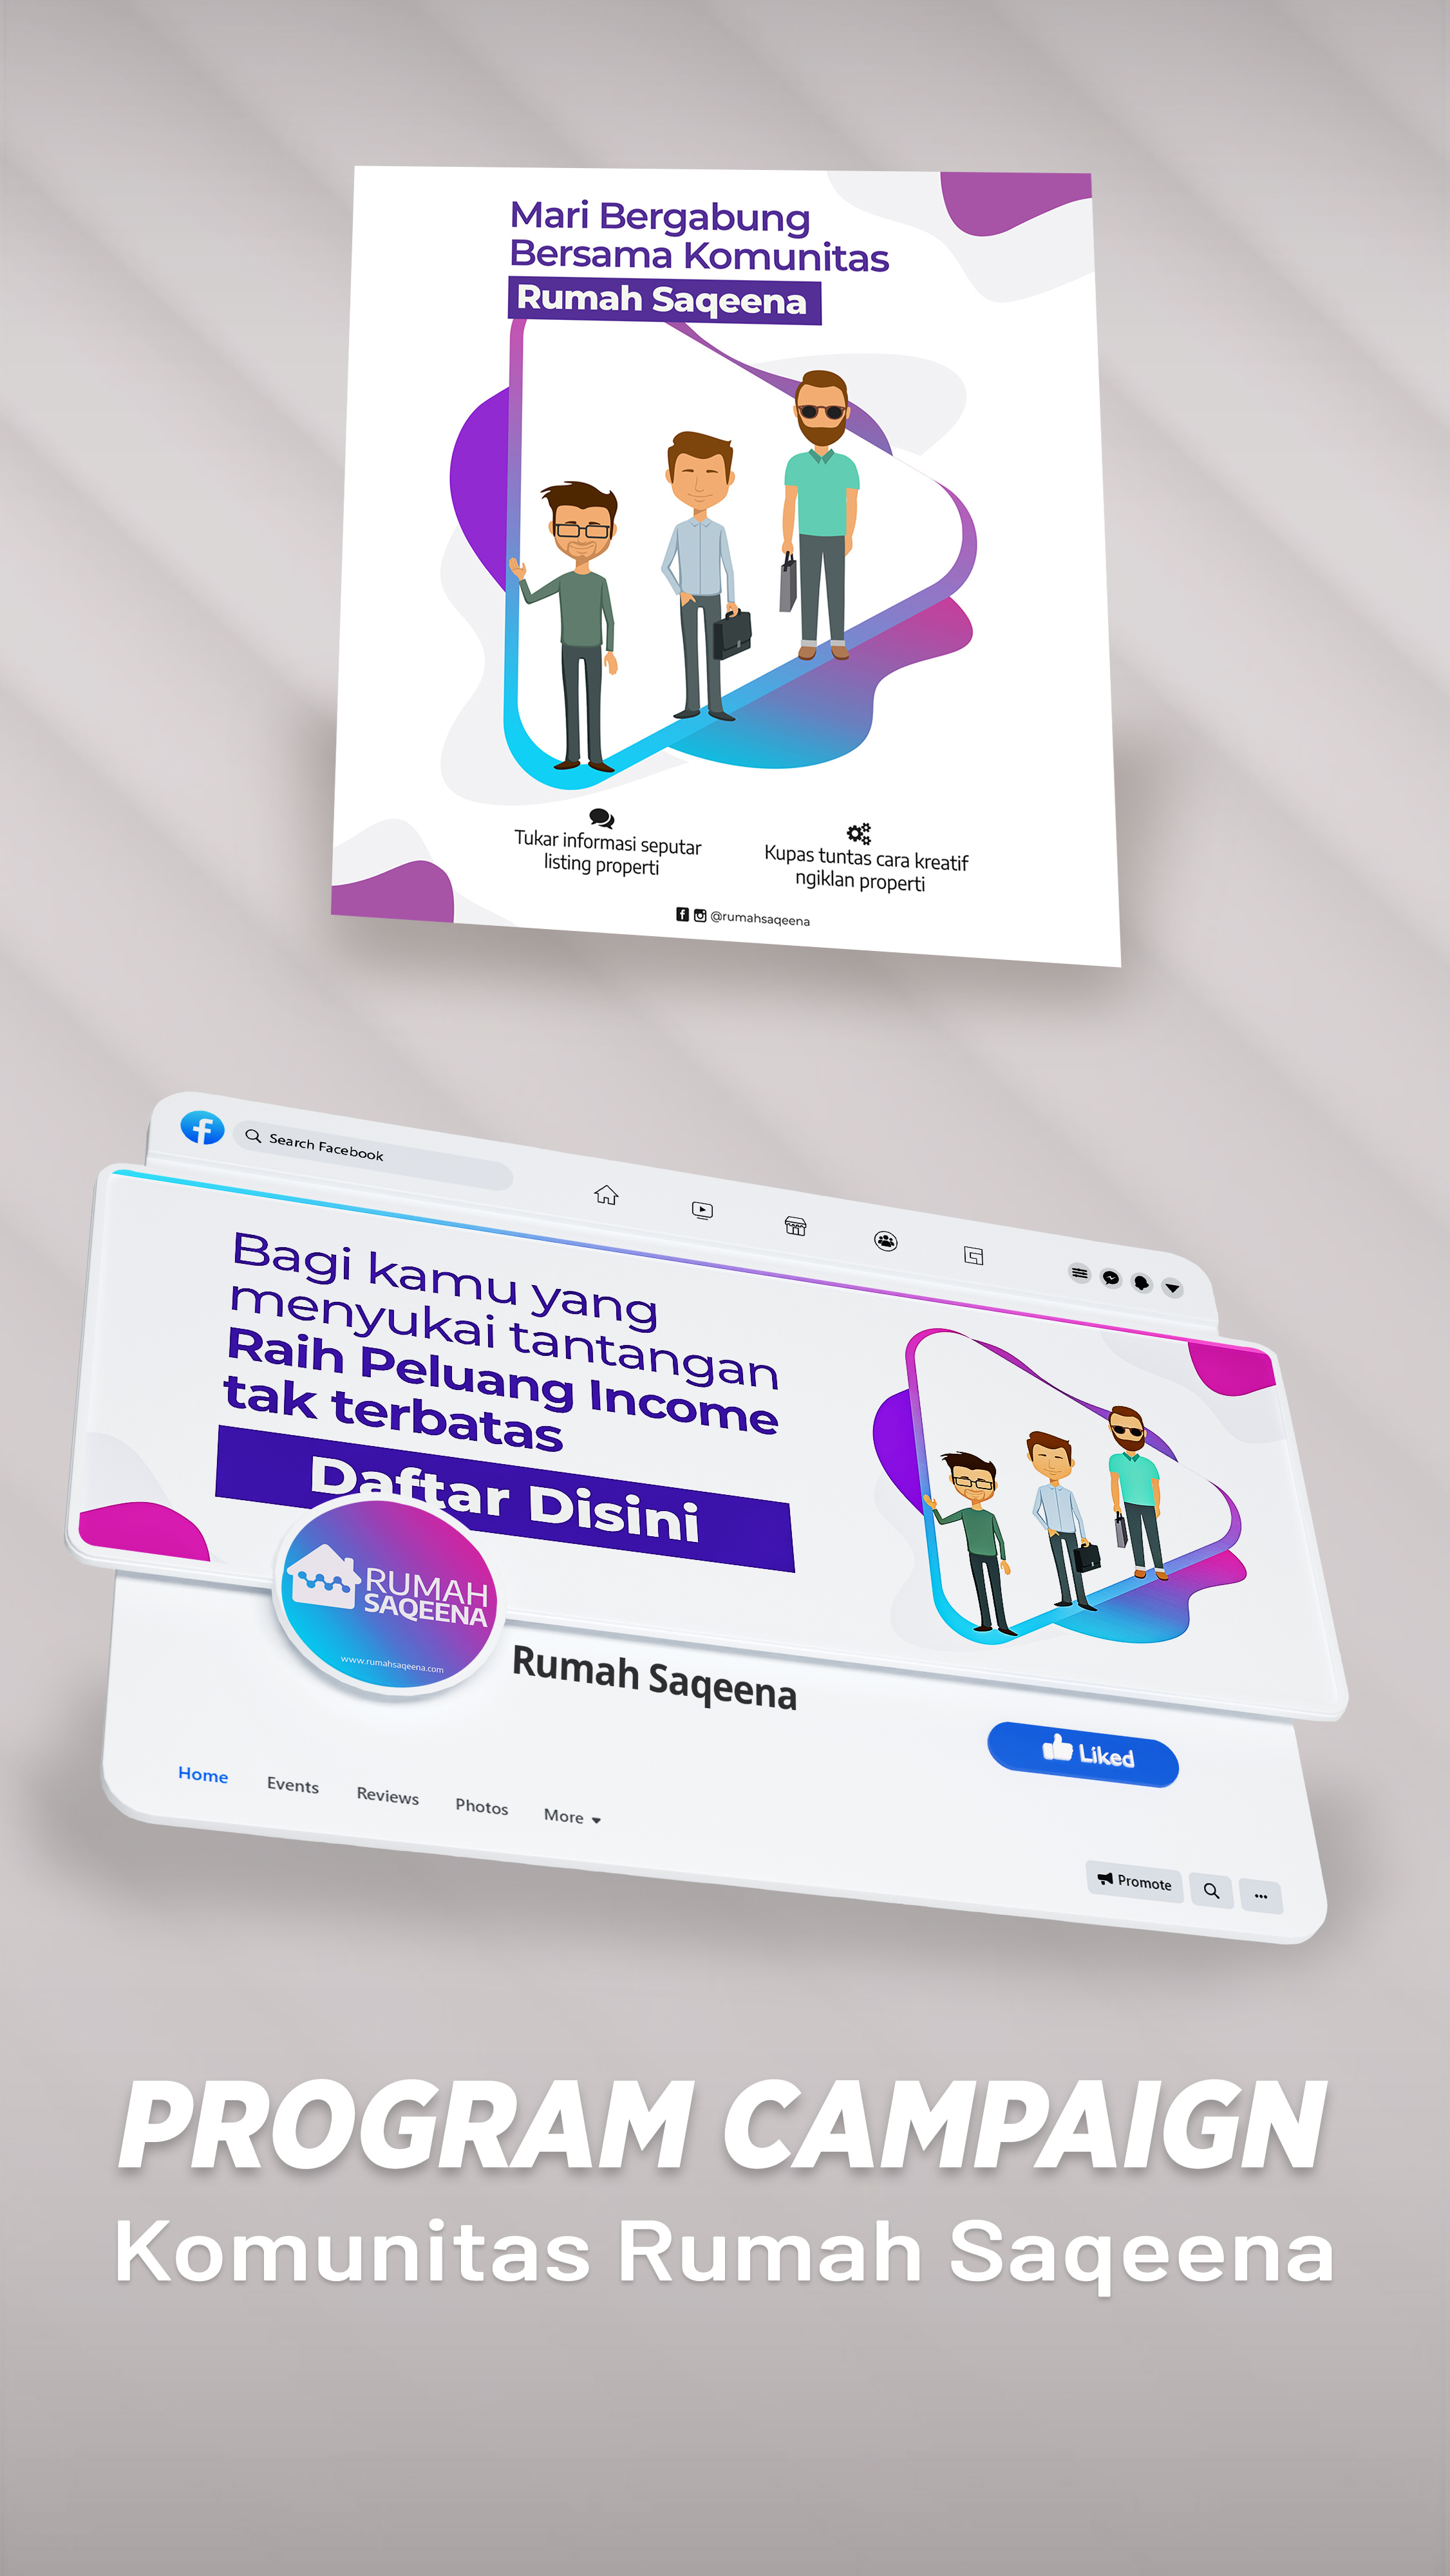 Mari Bergabung
Bersama Komunitas
Rumah Saqeena
Tukar informasi seputar
listing properti
Kupas tuntas cara kreatif
ngiklan properti
@rumahsaqeena
Search Facebook
Bagi kamu yang
menyukai tantangan
Raih Peluang Income
tak terbatas
Daftar Disini
RUMAH
SAQEENA
www.rumahsaqeena.com
Rumah Saqeena
Liked
Home Events Reviews Photos More
Promote
PROGRAM CAMPAIGN
Komunitas Rumah Saqeena